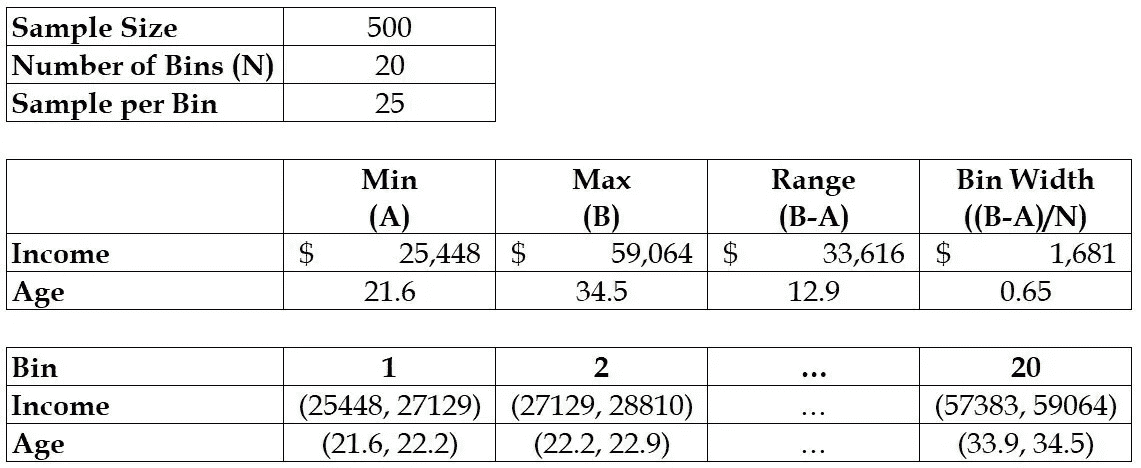 Sample Size 500
Number of Bins (N) 20
Sample per Bin 25
Min Max Range Bin Width
(A) (B) (B-A) ((B-A)/N)
Income $ 25,448 $ 59,064 $ 33,616 $ 1,681
Age 21.6 34.5 12.9 0.65
Bin 1 2 ... 20
Income (25448, 27129) (27129, 28810) ... (57383, 59064)
Age (21.6, 22.2) (22.2, 22.9) ... (33.9, 34.5)